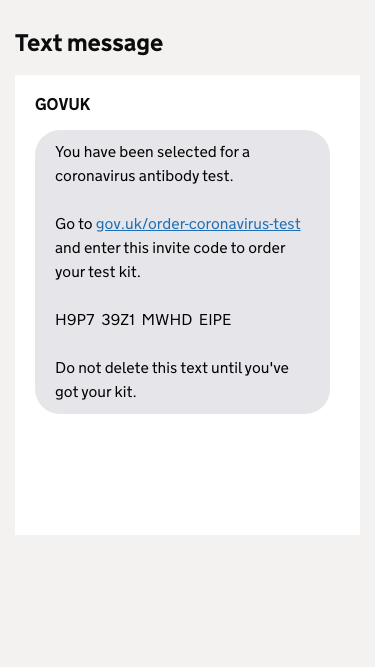 Text message
GOVUK
You have been selected for a
coronavirus antibody test.
Go to gov.uk/order-coronavirus-test
and enter this invite code to order
your test kit.
H9P7 39Z1 MWHD EIPE
Do not delete this text until you've
got your kit.